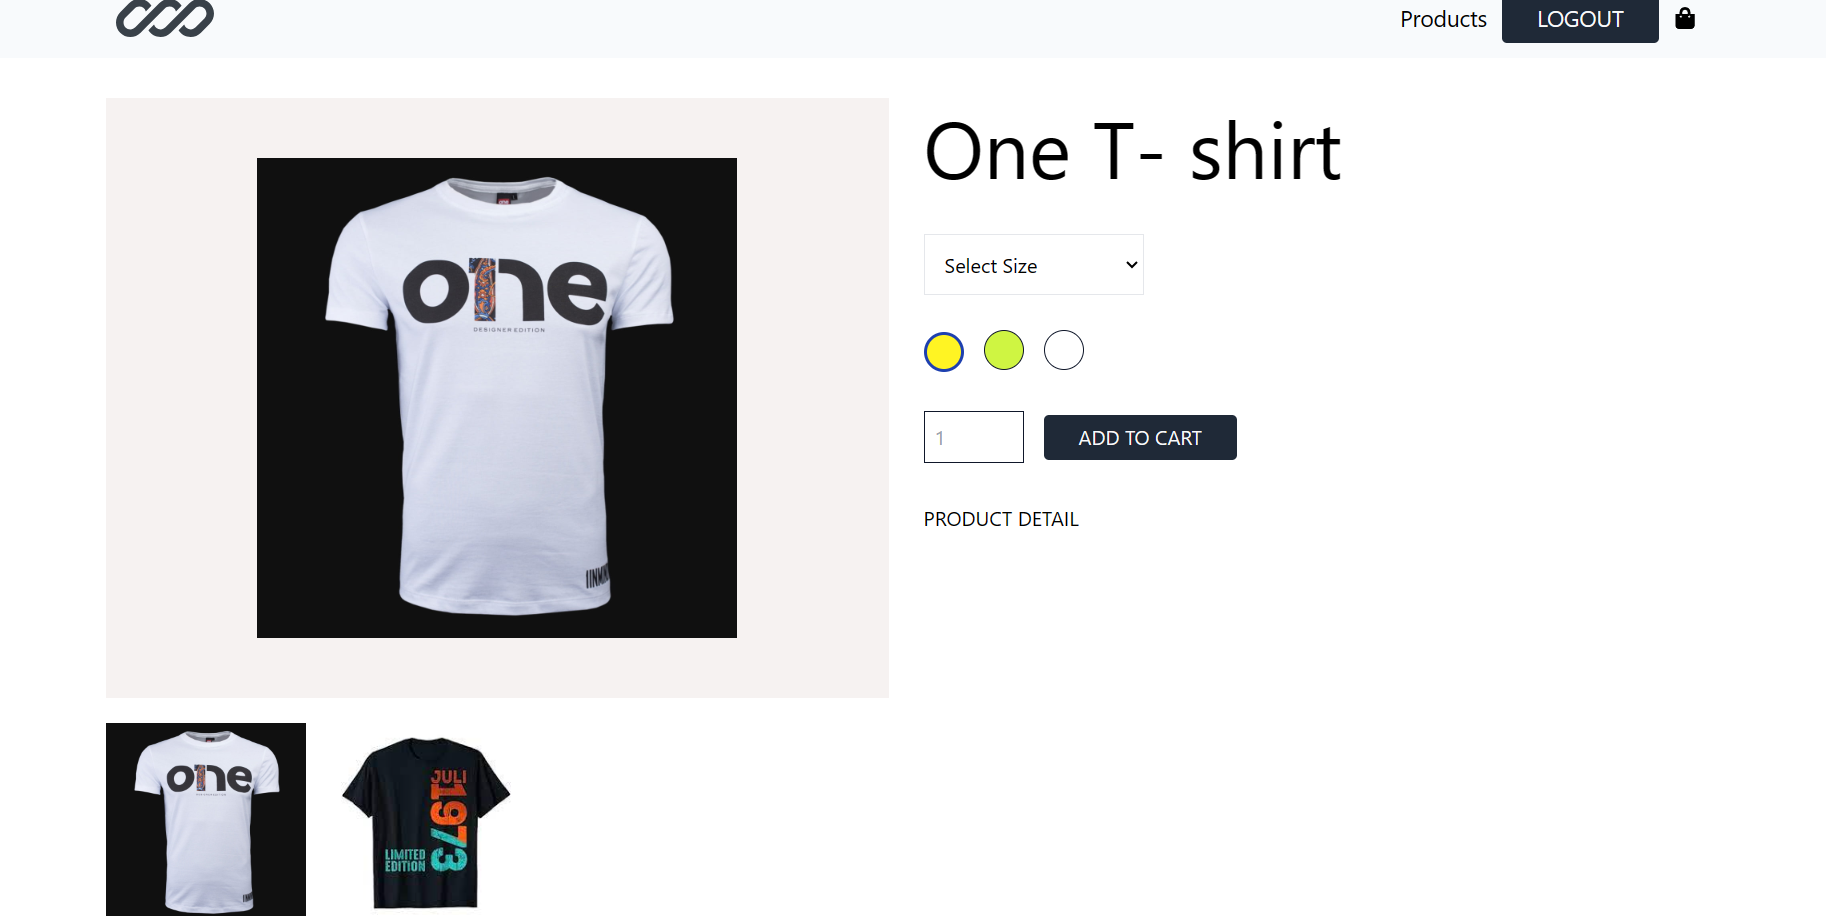 Products
LOGOUT
one
DESIGNER EDITION
One T- shirt
Select Size
1
ADD TO CART
PRODUCT DETAIL
one
JULI
1973
LIMITED
EDITION